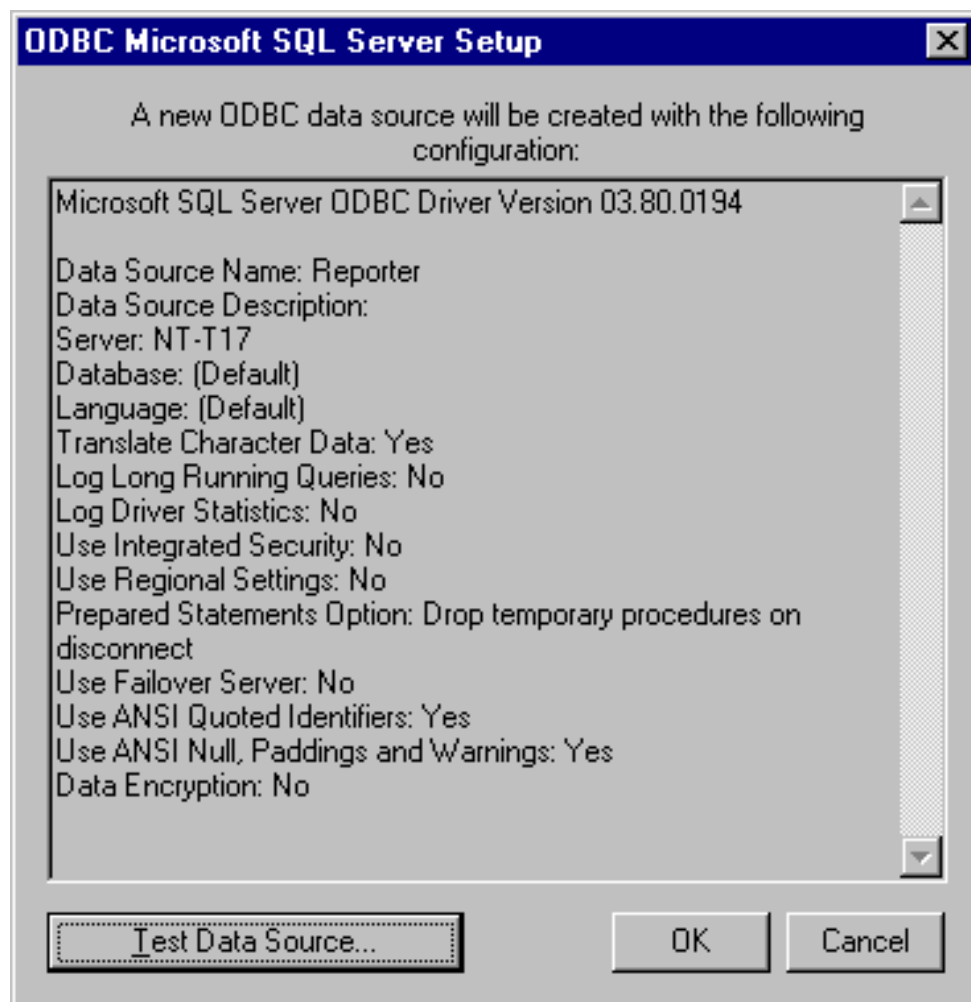 ODBC Microsoft SQL Server Setup
A new ODBC data source will be created with the following
configuration:
Microsoft SQL Server ODBC Driver Version 03.80.0194
Data Source Name: Reporter
Data Source Description:
Server: NT-T17
Database: (Default)
Language: (Default)
Translate Character Data: Yes
Log Long Running Queries: No
Log Driver Statistics: No
Use Integrated Security: No
Use Regional Settings: No
Prepared Statements Option: Drop temporary procedures on
disconnect
Use Failover Server: No
Use ANSI Quoted Identifiers: Yes
Use ANSI Null, Paddings and Warnings: Yes
Data Encryption: No
Test Data Source... OK Cancel